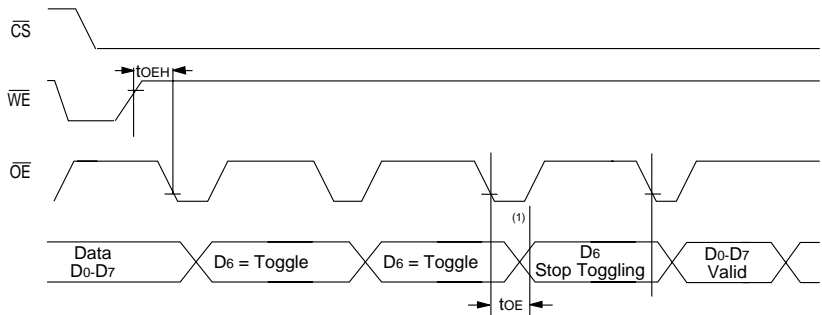 CS
tOEH
WE
OE
(1)
Data
D0-D7
D6 = Toggle
D6 = Toggle
D6
Stop Toggling
D0-D7
Valid
tOE